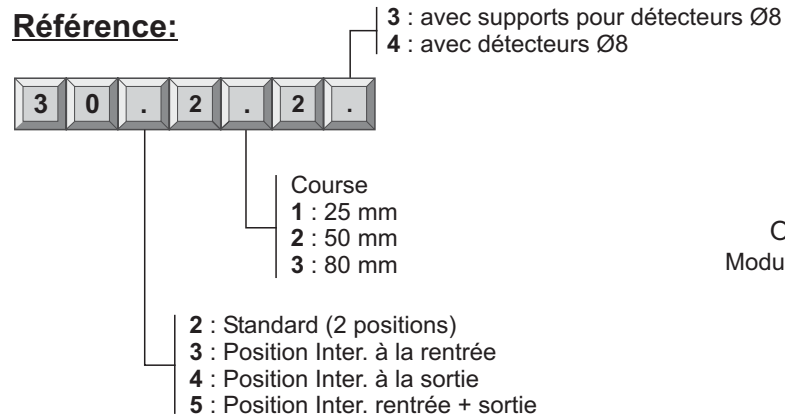 Référence:
3 : avec supports pour détecteurs Ø8
4 : avec détecteurs Ø8
3 0 . 2 . 2 .
Course
1 : 25 mm
2 : 50 mm
3 : 80 mm
2 : Standard (2 positions)
3 : Position Inter. à la rentrée
4 : Position Inter. à la sortie
5 : Position Inter. rentrée + sortie